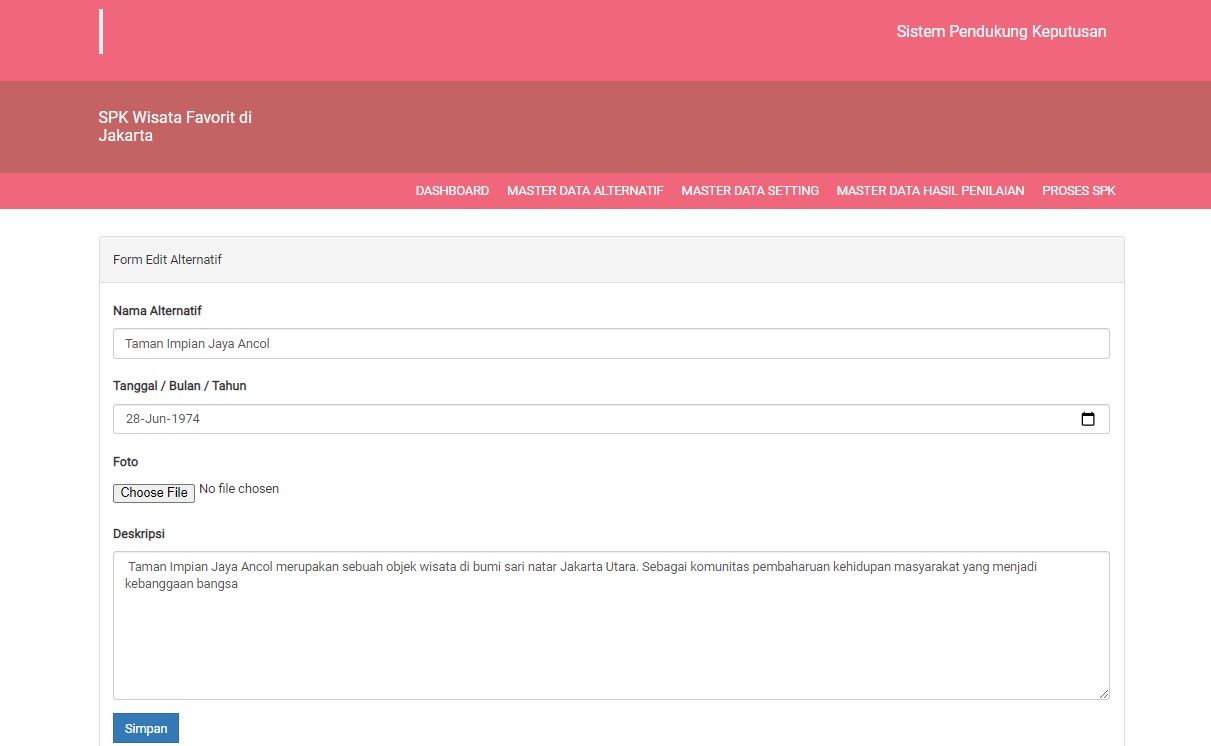 Sistem Pendukung Keputusan
SPK Wisata Favorit di
Jakarta
DASHBOARD MASTER DATA ALTERNATIF MASTER DATA SETTING MASTER DATA HASIL PENILAIAN PROSES SPK
Form Edit Alternatif
Nama Alternatif
Taman Impian Jaya Ancol
Tanggal / Bulan / Tahun
28-Jun-1974
Foto
Choose File No file chosen
Deskripsi
Taman Impian Jaya Ancol merupakan sebuah objek wisata di bumi sari natar Jakarta Utara. Sebagai komunitas pembaharuan kehidupan masyarakat yang menjadi
kebanggaan bangsa
Simpan